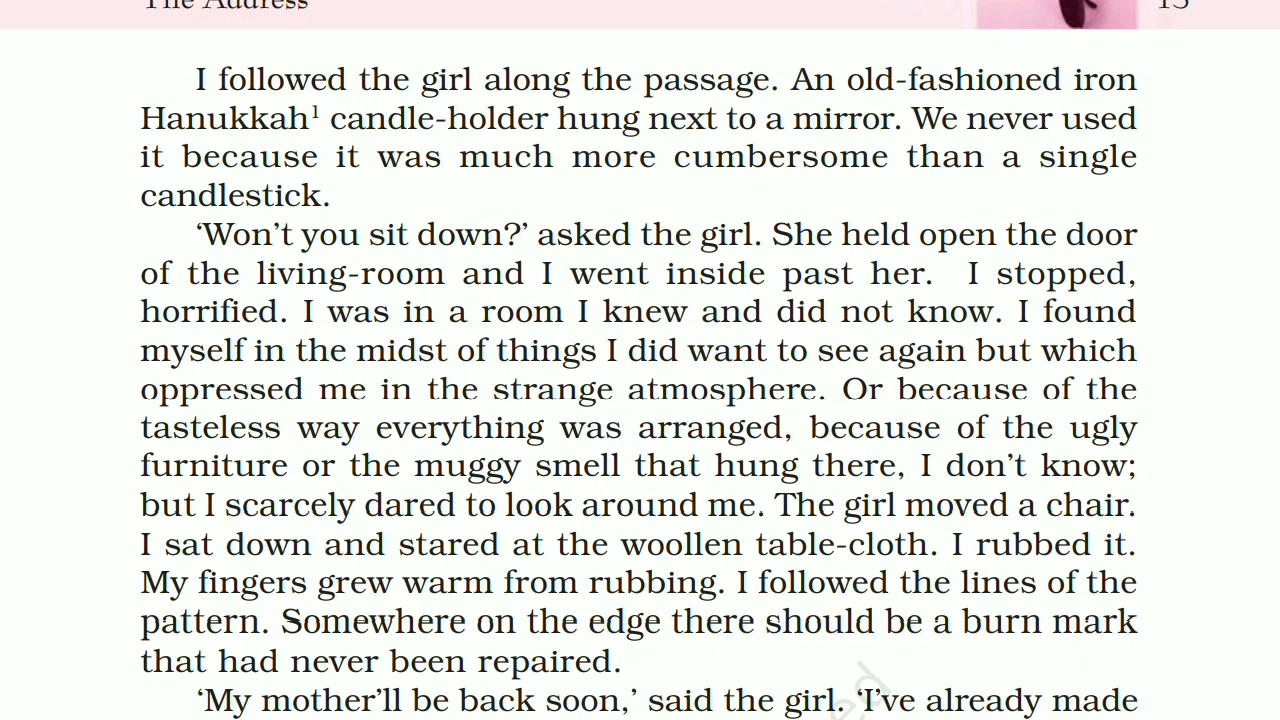 The Address 15
I followed the girl along the passage. An old-fashioned iron
Hanukkah¹ candle-holder hung next to a mirror. We never used
it because it was much more cumbersome than a single
candlestick.
‘Won’t you sit down?’ asked the girl. She held open the door
of the living-room and I went inside past her. I stopped,
horrified. I was in a room I knew and did not know. I found
myself in the midst of things I did want to see again but which
oppressed me in the strange atmosphere. Or because of the
tasteless way everything was arranged, because of the ugly
furniture or the muggy smell that hung there, I don’t know;
but I scarcely dared to look around me. The girl moved a chair.
I sat down and stared at the woollen table-cloth. I rubbed it.
My fingers grew warm from rubbing. I followed the lines of the
pattern. Somewhere on the edge there should be a burn mark
that had never been repaired.
‘My mother’ll be back soon,’ said the girl. ‘I’ve already made